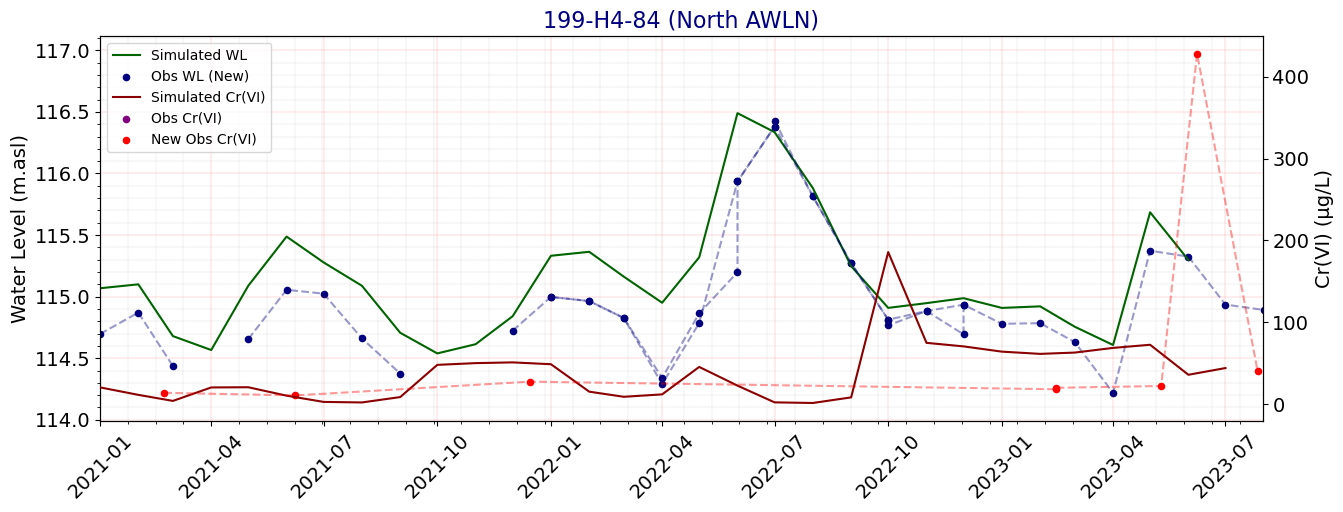 199-H4-84 (North AWLN)
Simulated WL
Obs WL (New)
Simulated Cr(VI)
Obs Cr(VI)
New Obs Cr(VI)
Water Level (m.asl)
117.0
116.5
116.0
115.5
115.0
114.5
114.0
Cr(VI) (μg/L)
400
300
200
100
0
2021-01
2021-04
2021-07
2021-10
2022-01
2022-04
2022-07
2022-10
2023-01
2023-04
2023-07